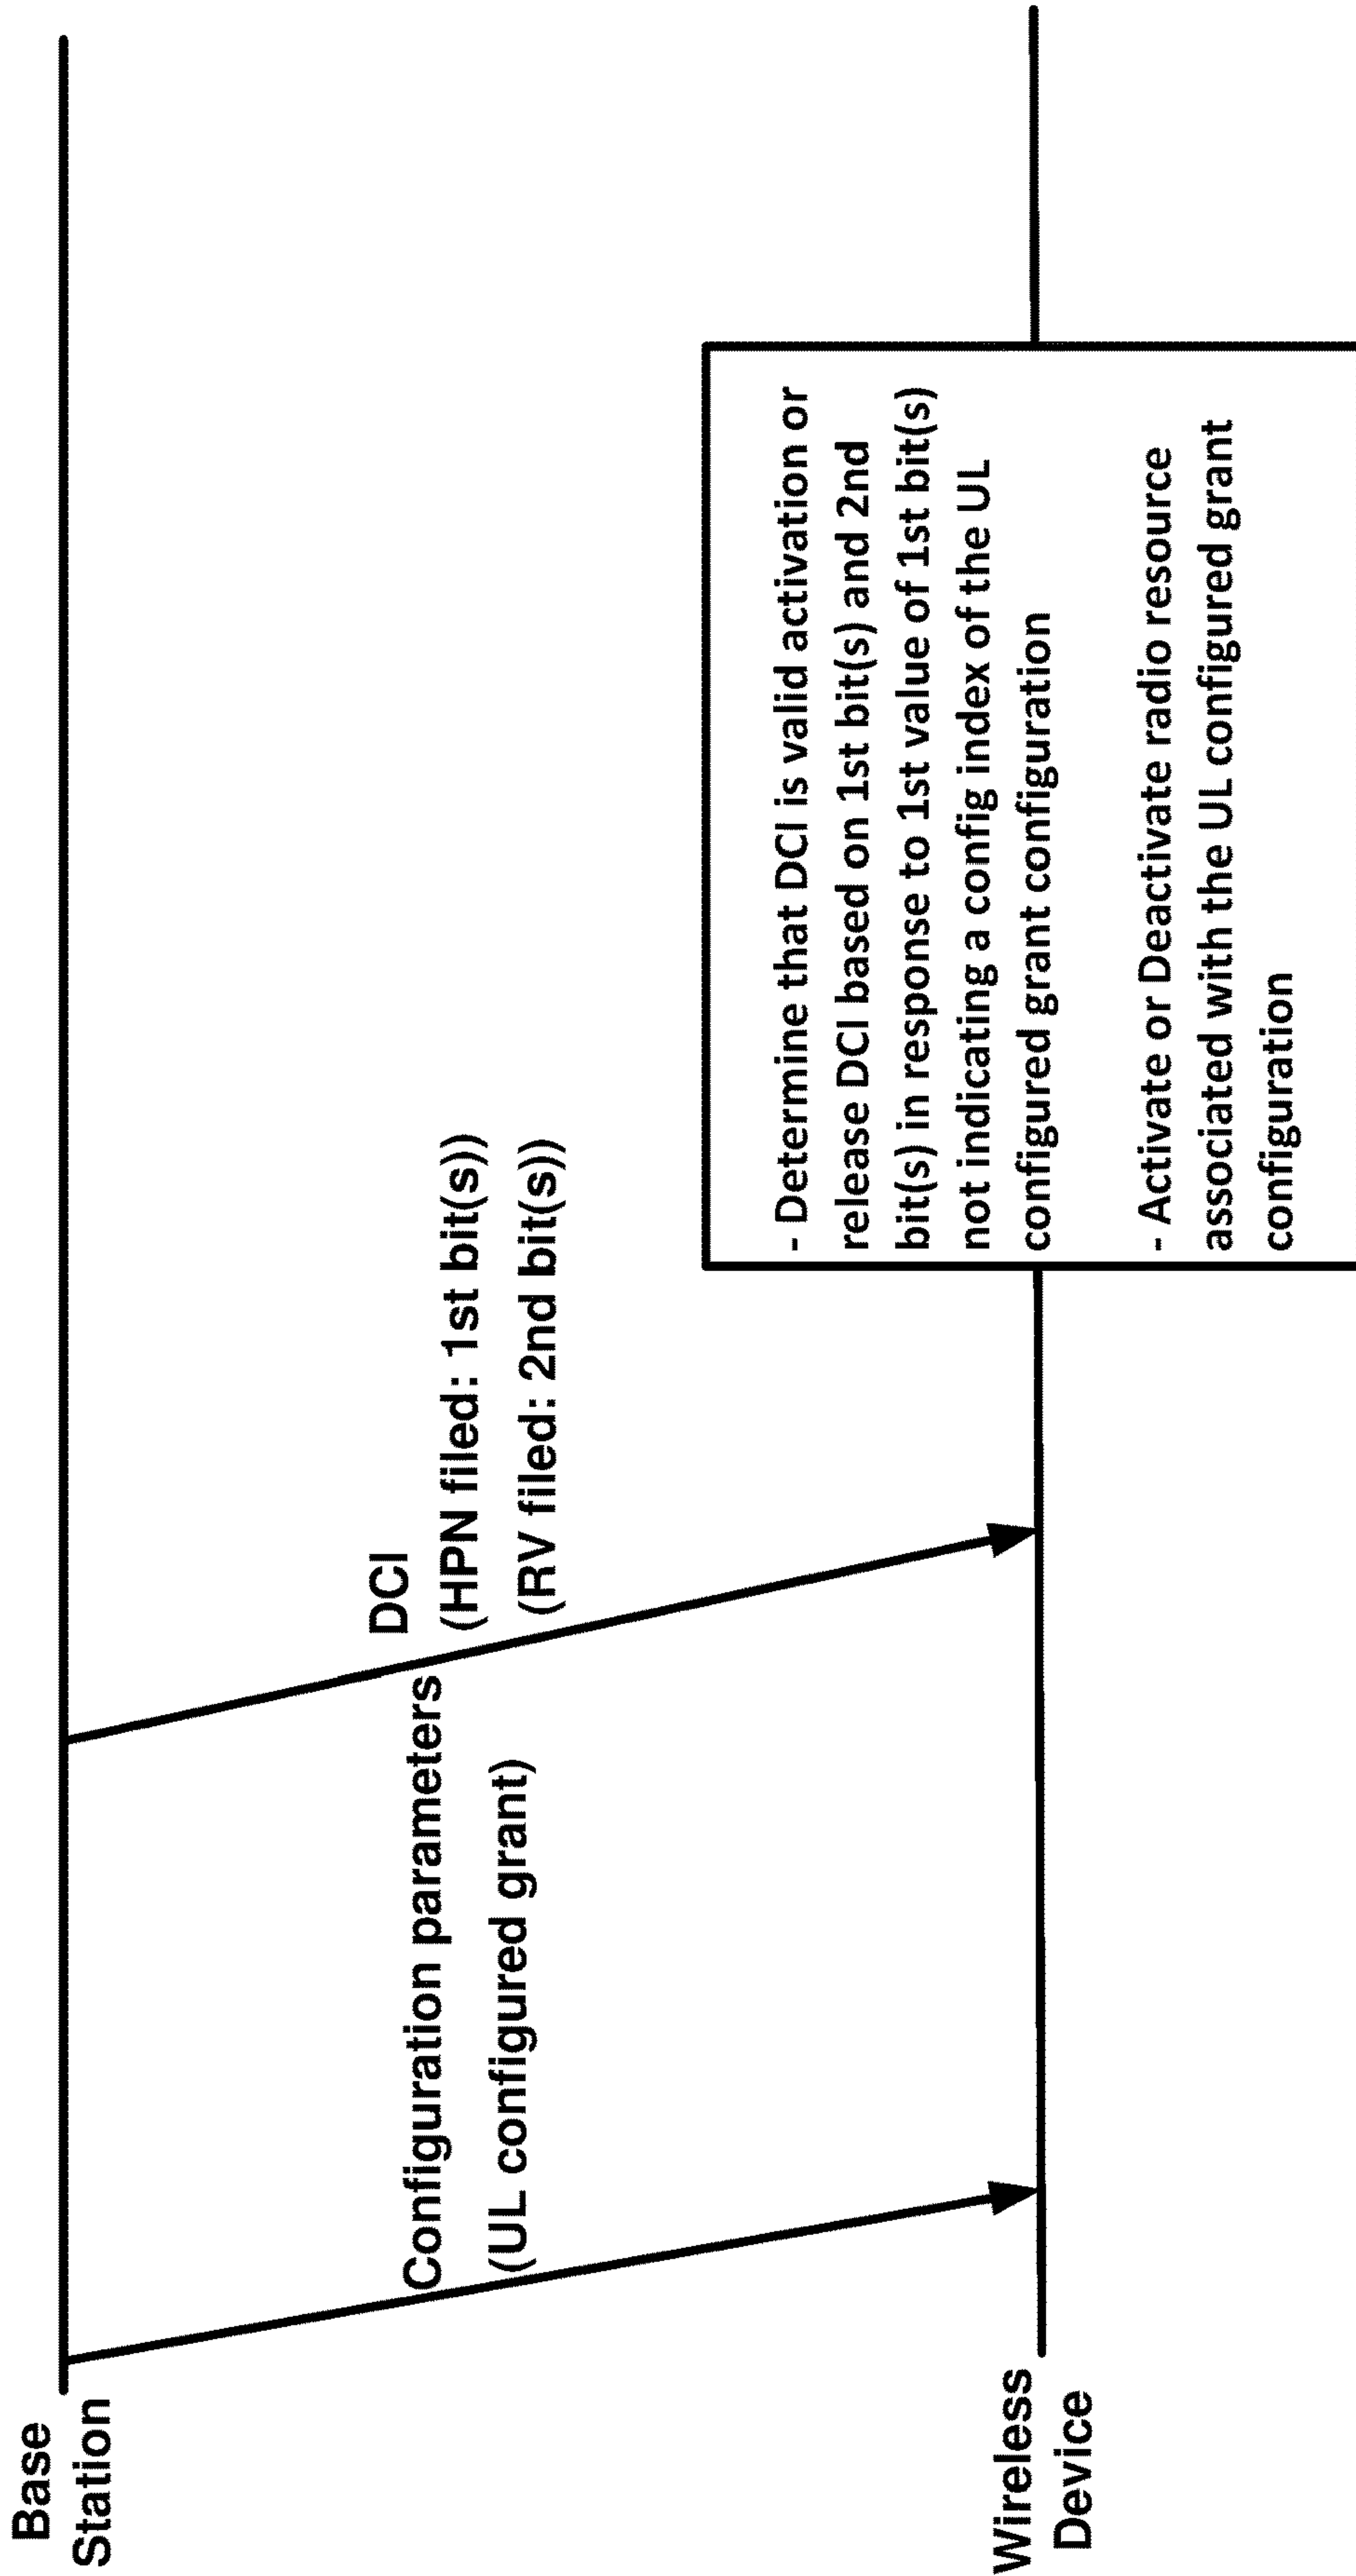 Base
Station
Configuration parameters
(UL configured grant)
DCI
(HPN filed: 1st bit(s))
(RV filed: 2nd bit(s))
Wireless
Device
- Determine that DCI is valid activation or
release DCI based on 1st bit(s) and 2nd
bit(s) in response to 1st value of 1st bit(s)
not indicating a config index of the UL
configured grant configuration
- Activate or Deactivate radio resource
associated with the UL configured grant
configuration